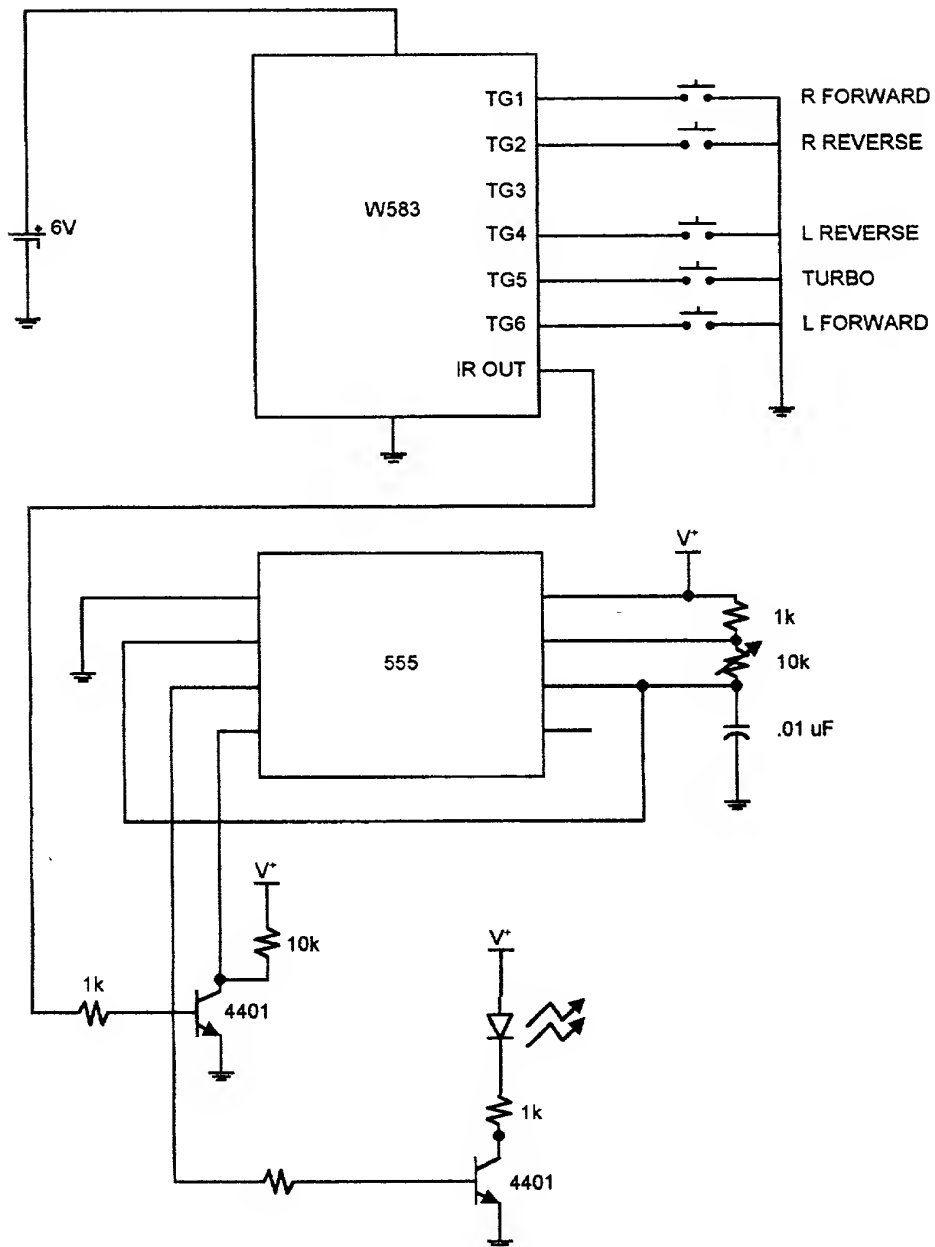 TG1
R FORWARD
TG2
R REVERSE
TG3
W583
6V
TG4
L REVERSE
TG5
TURBO
TG6
L FORWARD
IR OUT
V+
1k
555
10k
.01 uF
V+
10k
V+
1k
4401
1k
4401